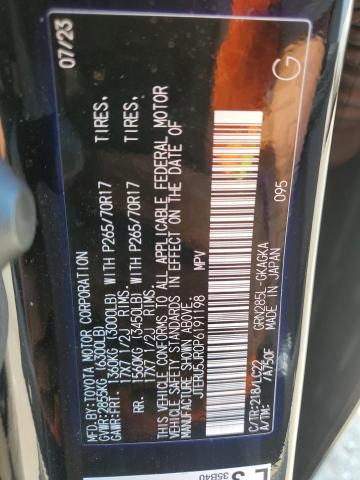 07/23
MFD.BY:TOYOTA MOTOR CORPORATION
GVWR:2855KG (6300LB)
GAWR:FRT. 1360KG (3000LB) WITH P265/70R17 TIRES,
17X7 1/2J RIMS.
RR. 1560KG (3450LB) WITH P265/70R17 TIRES,
17X7 1/2J RIMS.
THIS VEHICLE CONFORMS TO ALL APPLICABLE FEDERAL MOTOR
VEHICLE SAFETY STANDARDS IN EFFECT ON THE DATE OF
MANUFACTURE SHOWN ABOVE.
JTERU5JR0P6191198 MPV
C/TR:218/LC22 GRN285L-GKAGKA
A/TM: /A750F MADE IN JAPAN
095
G
35B40